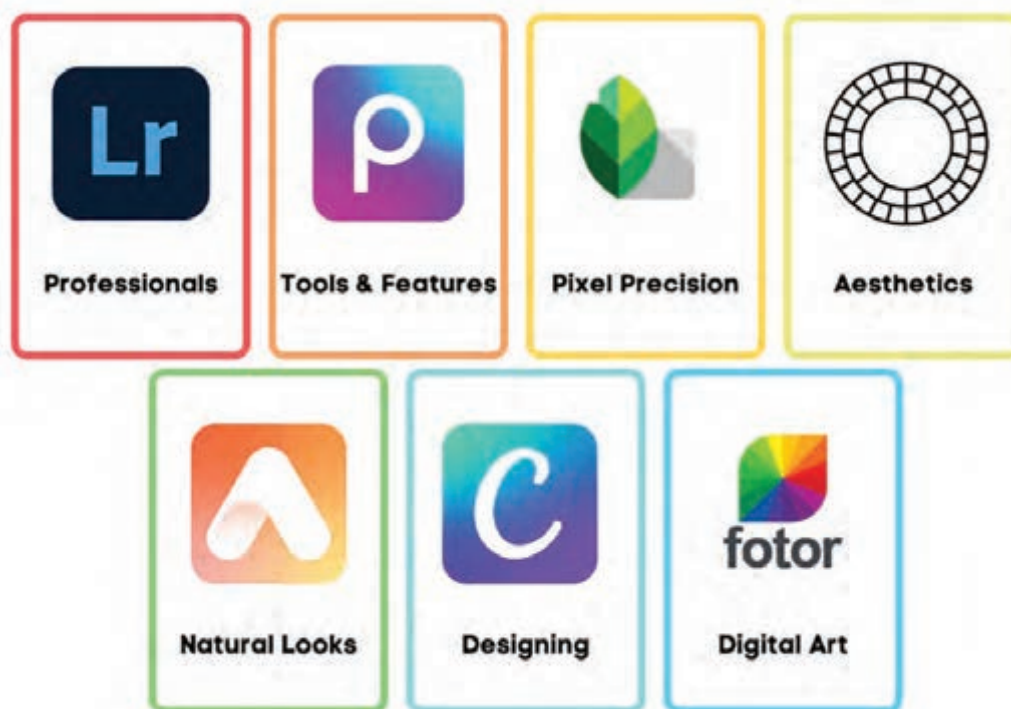 Lr
P
Professionals
Tools & Features
Pixel Precision
Aesthetics
C
fotor
Natural Looks
Designing
Digital Art